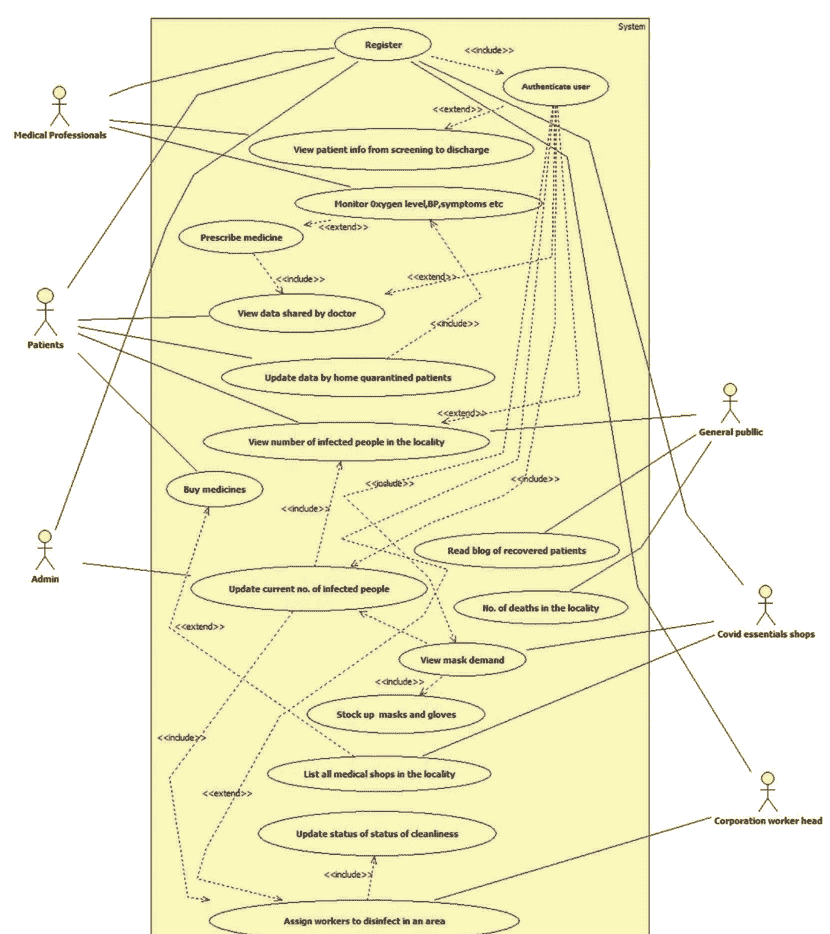 System
Register
<<include>>
Authenticate user
<<extend>>
Medical Professionals
View patient info from screening to discharge
Monitor Oxygen level,BP,symptoms etc
<<extend>>
Prescribe medicine
<<include>>
<<extend>>
View data shared by doctor
<<include>>
Patients
Update data by home quarantined patients
<<extend>>
View number of infected people in the locality
General publlic
Buy medicines
<<include>>
<<include>>
<<include>>
Read blog of recovered patients
Admin
Update current no. of infected people
No. of deaths in the locality
<<extend>>
Covid essentials shops
View mask demand
<<include>>
Stock up masks and gloves
<<include>>
List all medical shops in the locality
<<extend>>
Corporation worker head
Update status of status of cleanliness
<<include>>
Assign workers to disinfect in an area